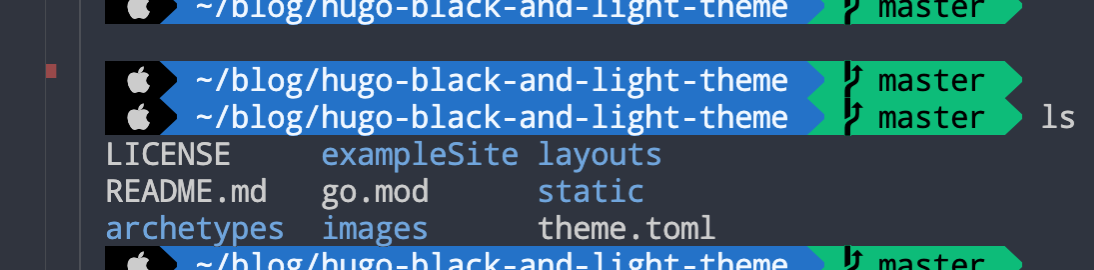 ~/blog/hugo-black-and-light-theme master
~/blog/hugo-black-and-light-theme master
~/blog/hugo-black-and-light-theme master ls
LICENSE exampleSite layouts
README.md go.mod static
archetypes images theme.toml
~/blog/hugo-black-and-light-theme master